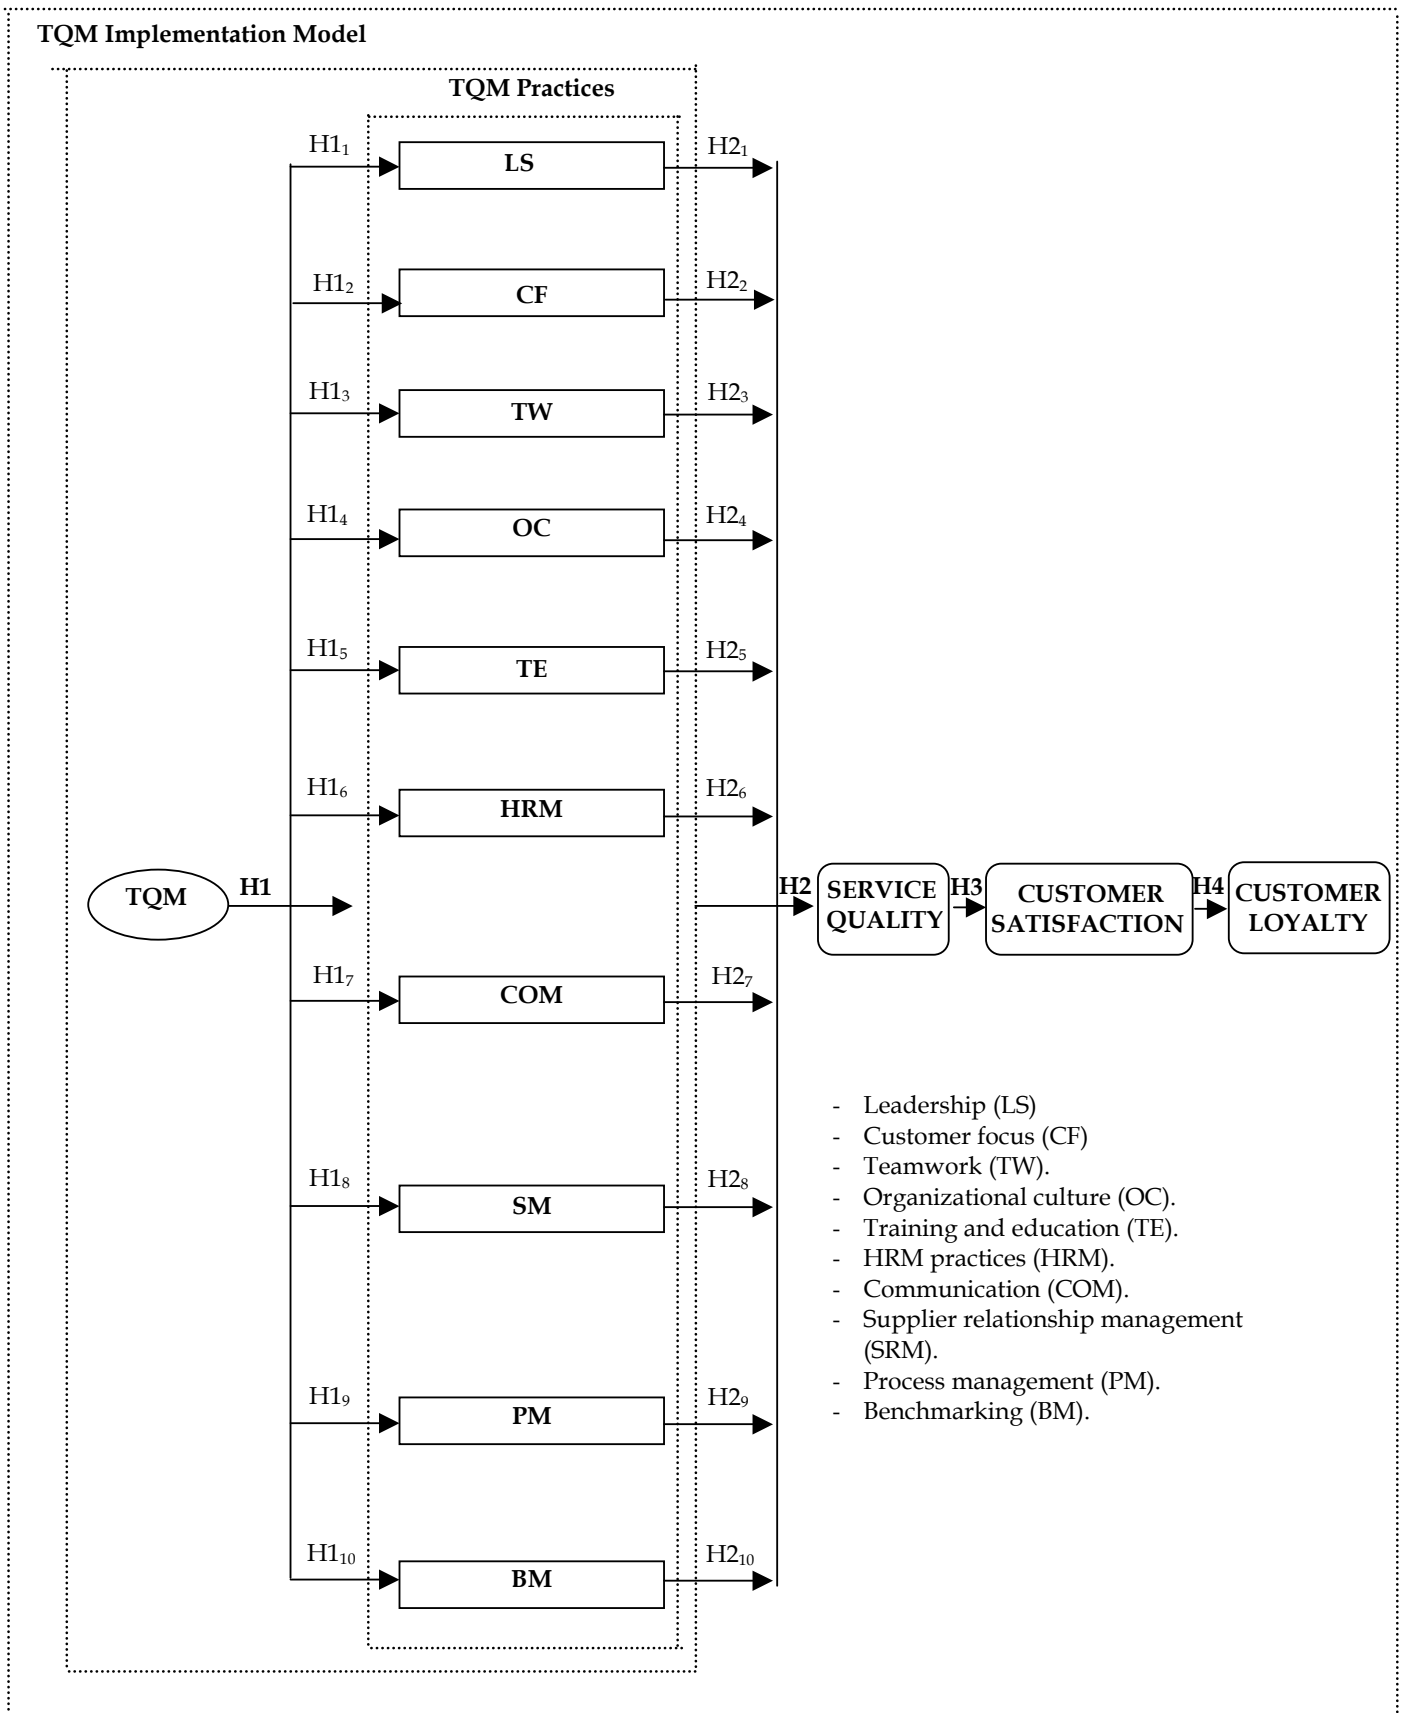 TQM Implementation Model
TQM Practices
H1₁
LS
H2₁
H1₂
CF
H2₂
H1₃
TW
H2₃
H1₄
OC
H2₄
H1₅
TE
H2₅
H1₆
HRM
H2₆
TQM
H1
H2
SERVICE
QUALITY
H3
CUSTOMER
SATISFACTION
H4
CUSTOMER
LOYALTY
H1₇
COM
H2₇
H1₈
SM
H2₈
H1₉
PM
H2₉
H1₁₀
BM
H2₁₀
- Leadership (LS)
- Customer focus (CF)
- Teamwork (TW).
- Organizational culture (OC).
- Training and education (TE).
- HRM practices (HRM).
- Communication (COM).
- Supplier relationship management
(SRM).
- Process management (PM).
- Benchmarking (BM).